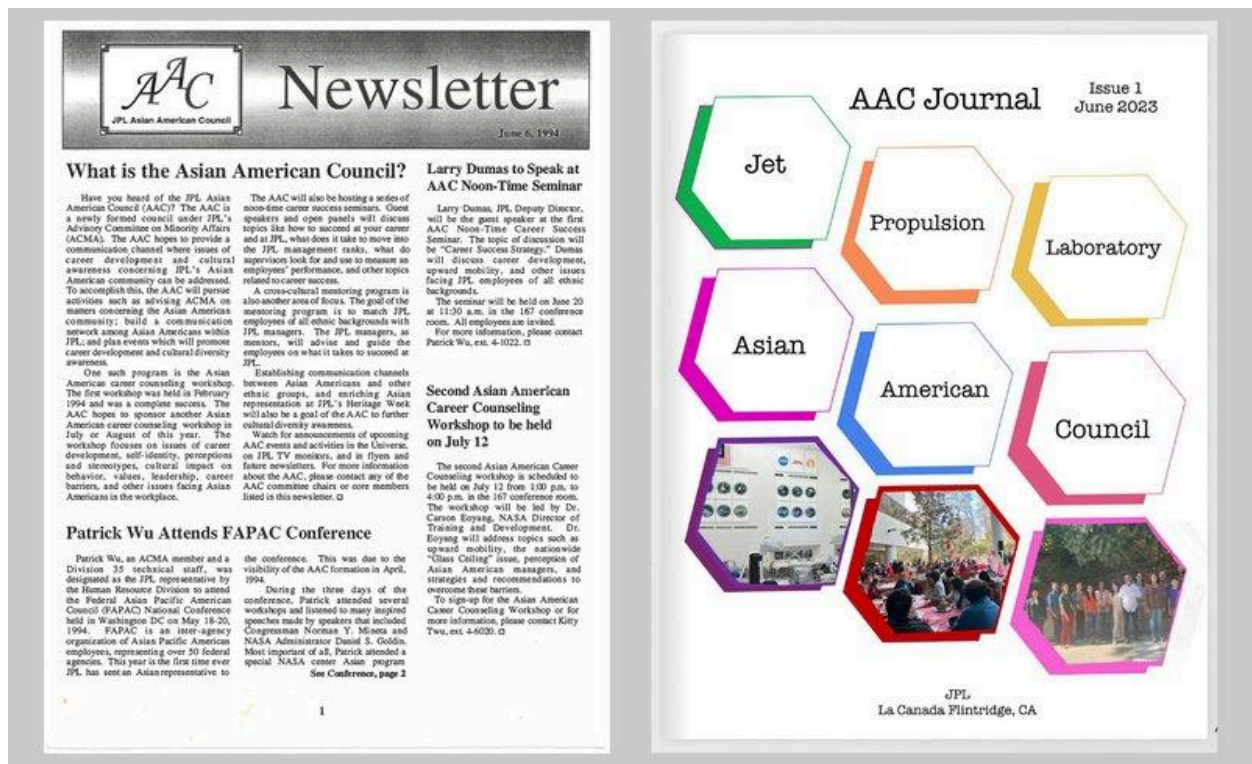 AAC
JPL Asian American Council
Newsletter
June 6, 1994
What is the Asian American Council?
Have you heard of the JPL Asian
American Council (AAC)? The AAC is
a newly formed council under JPL's
Advisory Committee on Minority Affairs
(ACMA). The AAC hopes to provide a
communication channel where issues of
career development and cultural
awareness concerning JPL's Asian
American community can be addressed.
To accomplish this, the AAC will pursue
activities such as advising ACMA on
matters concerning the Asian American
community; build a communication
network among Asian Americans within
JPL; and plan events which will promote
career development and cultural diversity
awareness.
One such program is the Asian
American career counseling workshop.
The first workshop was held in February
1994 and was a complete success. The
AAC hopes to sponsor another Asian
American career counseling workshop in
July or August of this year. The
workshop focuses on issues of career
development, self-identity, perceptions
and stereotypes, cultural impact on
behavior, values, leadership, career
barriers, and other issues facing Asian
Americans in the workplace.
The AAC will also be hosting a series of
noon-time career success seminars. Guest
speakers and open panels will discuss
topics like how to succeed at your career
and at JPL, what does it take to move into
the JPL management ranks, what do
supervisors look for and use to measure an
employees' performance, and other topics
related to career success.
A cross-cultural mentoring program is
also another area of focus. The goal of the
mentoring program is to match JPL
employees of all ethnic backgrounds with
JPL managers. The JPL managers, as
mentors, will advise and guide the
employees on what it takes to succeed at
JPL.
Establishing communication channels
between Asian Americans and other
ethnic groups, and enriching Asian
representation at JPL's Heritage Week
will also be a goal of the AAC to further
cultural diversity awareness.
Watch for announcements of upcoming
AAC events and activities in the Universe,
on JPL TV monitors, and in flyers and
future newsletters. For more information
about the AAC, please contact any of the
AAC committee chairs or core members
listed in this newsletter.
Larry Dumas to Speak at
AAC Noon-Time Seminar
Larry Dumas, JPL Deputy Director,
will be the guest speaker at the first
AAC Noon-Time Career Success
Seminar. The topic of discussion will
be "Career Success Strategy." Dumas
will discuss career development,
upward mobility, and other issues
facing JPL employees of all ethnic
backgrounds.
The seminar will be held on June 20
at 11:30 a.m. in the 167 conference
room. All employees are invited.
For more information, please contact
Patrick Wu, ext. 4-1022.
Second Asian American
Career Counseling
Workshop to be held
on July 12
The second Asian American Career
Counseling workshop is scheduled to
be held on July 12 from 1:00 p.m. to
4:00 p.m. in the 167 conference room.
The workshop will be led by Dr.
Carson Eoyang, NASA Director of
Training and Development. Dr.
Eoyang will address topics such as
upward mobility, the nationwide
"Glass Ceiling" issue, perception of
Asian American managers, and
strategies and recommendations to
overcome these barriers.
To sign-up for the Asian American
Career Counseling Workshop or for
more information, please contact Kitty
Twu, ext. 4-6020.
Patrick Wu Attends FAPAC Conference
Patrick Wu, an ACMA member and a
Division 35 technical staff, was
designated as the JPL representative by
the Human Resource Division to attend
the Federal Asian Pacific American
Council (FAPAC) National Conference
held in Washington DC on May 18-20,
1994. FAPAC is an inter-agency
organization of Asian Pacific American
employees, representing over 50 federal
agencies. This year is the first time ever
JPL has sent an Asian representative to
the conference. This was due to the
visibility of the AAC formation in April,
1994.
During the three days of the
conference, Patrick attended several
workshops and listened to many inspired
speeches made by speakers that included
Congressman Norman Y. Mineta and
NASA Administrator Daniel S. Goldin.
Most important of all, Patrick attended a
special NASA center Asian program
See Conference, page 2
1
AAC Journal
Issue 1
June 2023
Jet
Propulsion
Laboratory
Asian
American
Council
JPL
La Canada Flintridge, CA